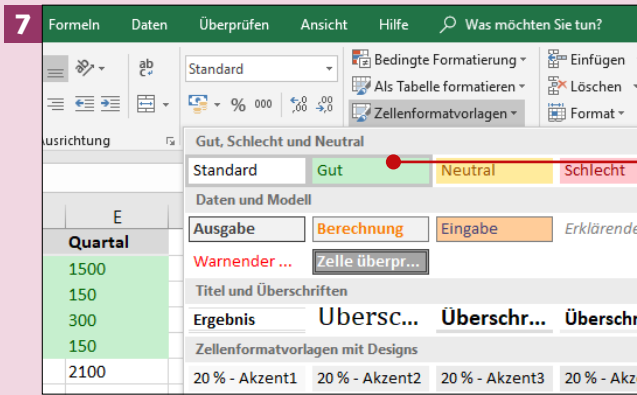 7
Formeln Daten Überprüfen Ansicht Hilfe Was möchten Sie tun?
ab Standard Bedingte Formatierung Einfügen
% 000 Als Tabelle formatieren Löschen
Zellenformatvorlagen Format
usrichtung
Gut, Schlecht und Neutral
Standard Gut Neutral Schlecht
Daten und Modell
E
Ausgabe Berechnung Eingabe Erklärende
Quartal
Warnender ... Zelle überpr...
1500
150
Titel und Überschriften
300
Ergebnis Übersc... Überschr... Überschr
150
Zellenformatvorlagen mit Designs
2100
20 % - Akzent1 20 % - Akzent2 20 % - Akzent3 20 % - Akz